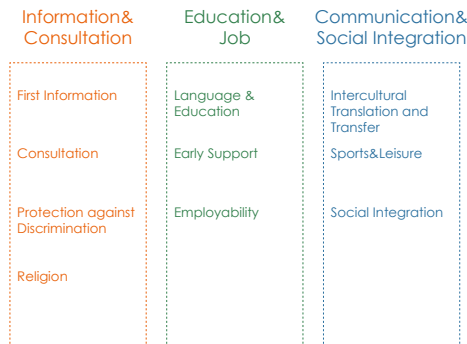 Information&
Consultation
First Information
Consultation
Protection against
Discrimination
Religion
Education&
Job
Language &
Education
Early Support
Employability
Communication&
Social Integration
Intercultural
Translation and
Transfer
Sports&Leisure
Social Integration